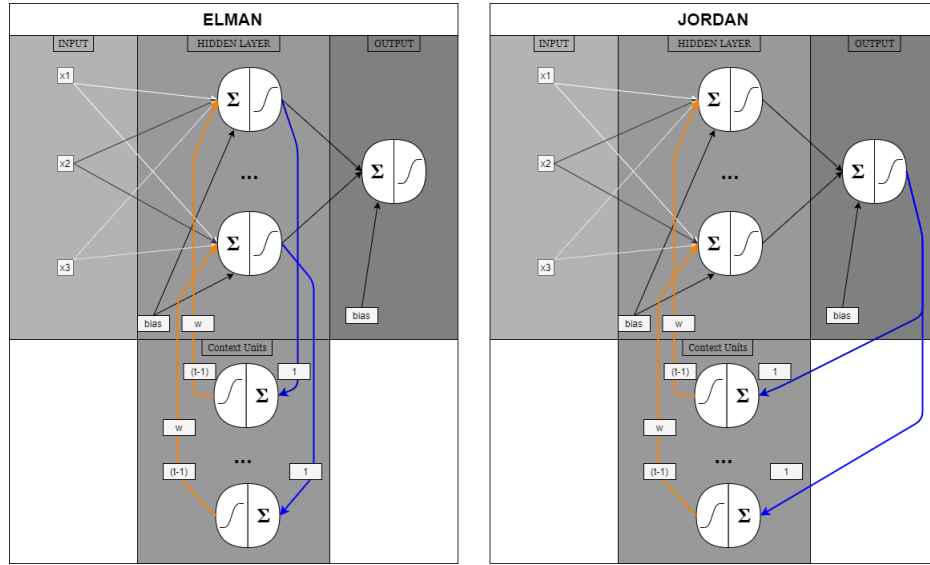 ELMAN
INPUT
HIDDEN LAYER
OUTPUT
x1
Σ
...
x2
Σ
x3
Σ
bias
w
bias
Context Units
(t-1)
1
Σ
w
...
(t-1)
1
Σ
JORDAN
INPUT
HIDDEN LAYER
OUTPUT
x1
Σ
...
x2
Σ
x3
Σ
bias
w
bias
Context Units
(t-1)
1
Σ
w
...
(t-1)
1
Σ